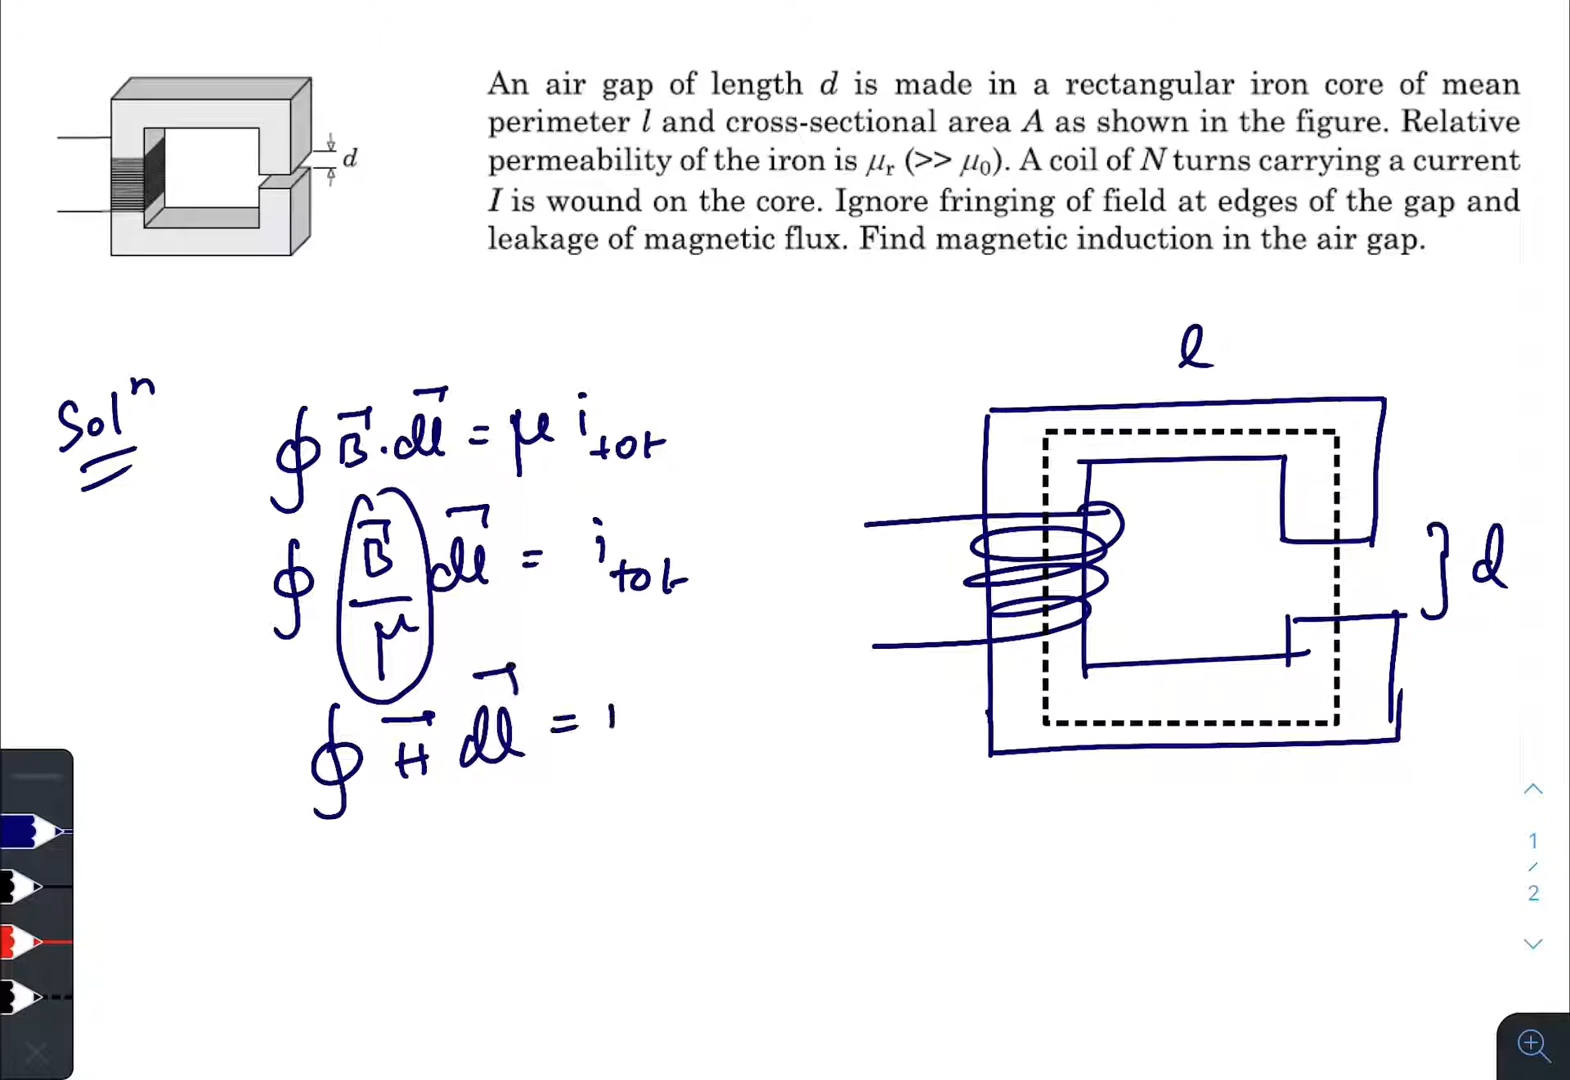 An air gap of length d is made in a rectangular iron core of mean
perimeter l and cross-sectional area A as shown in the figure. Relative
permeability of the iron is μr (>> μ0). A coil of N turns carrying a current
I is wound on the core. Ignore fringing of field at edges of the gap and
leakage of magnetic flux. Find magnetic induction in the air gap.
d
l
Solⁿ
∮ B⃗ · dl⃗ = μ i tot
∮ B⃗/μ dl⃗ = i tot
d
∮ H⃗ dl⃗ = 1
1
/
2